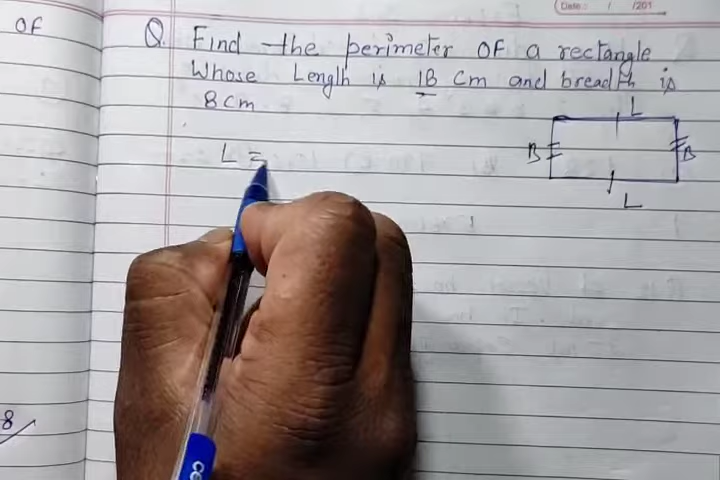 of
Date: / /201
Q. Find the perimeter of a rectangle
Whose Length is 18 cm and breadth is
8 cm
L
B
B
L
L =
8